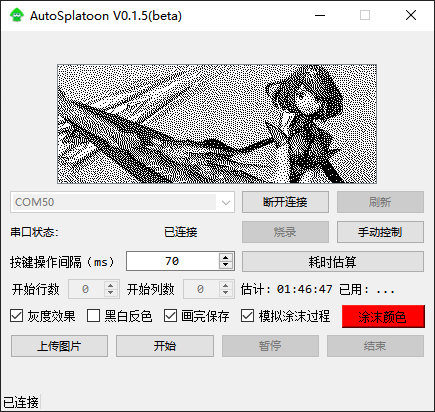 AutoSplatoon V0.1.5(beta)
COM50 断开连接 刷新
串口状态: 已连接 烧录 手动控制
按键操作间隔（ms） 70 耗时估算
开始行数 0 开始列数 0 估计: 01:46:47 已用: ...
灰度效果 黑白反色 画完保存 模拟涂沫过程 涂沫颜色
上传图片 开始 暂停 结束
已连接